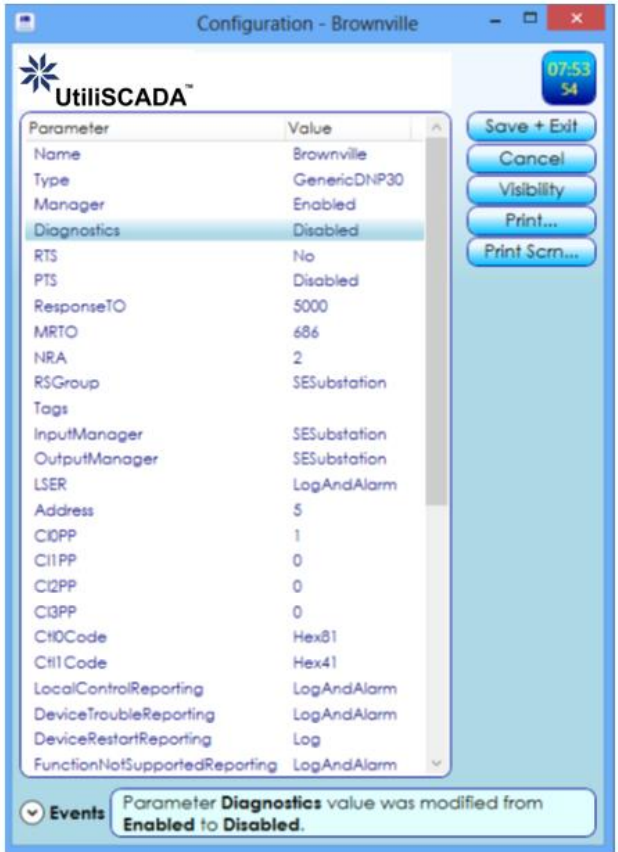 Configuration - Brownville
UtiliSCADA™
07:53
54
Parameter Value
Name Brownville
Type GenericDNP30
Manager Enabled
Diagnostics Disabled
RTS No
PTS Disabled
ResponseTO 5000
MRTO 686
NRA 2
RSGroup SESubstation
Tags
InputManager SESubstation
OutputManager SESubstation
LSER LogAndAlarm
Address 5
Cl0PP 1
Cl1PP 0
Cl2PP 0
Cl3PP 0
Ctl0Code Hex81
Ctl1Code Hex41
LocalControlReporting LogAndAlarm
DeviceTroubleReporting LogAndAlarm
DeviceRestartReporting Log
FunctionNotSupportedReporting LogAndAlarm
Save + Exit
Cancel
Visibility
Print...
Print Scrn...
Events
Parameter Diagnostics value was modified from
Enabled to Disabled.